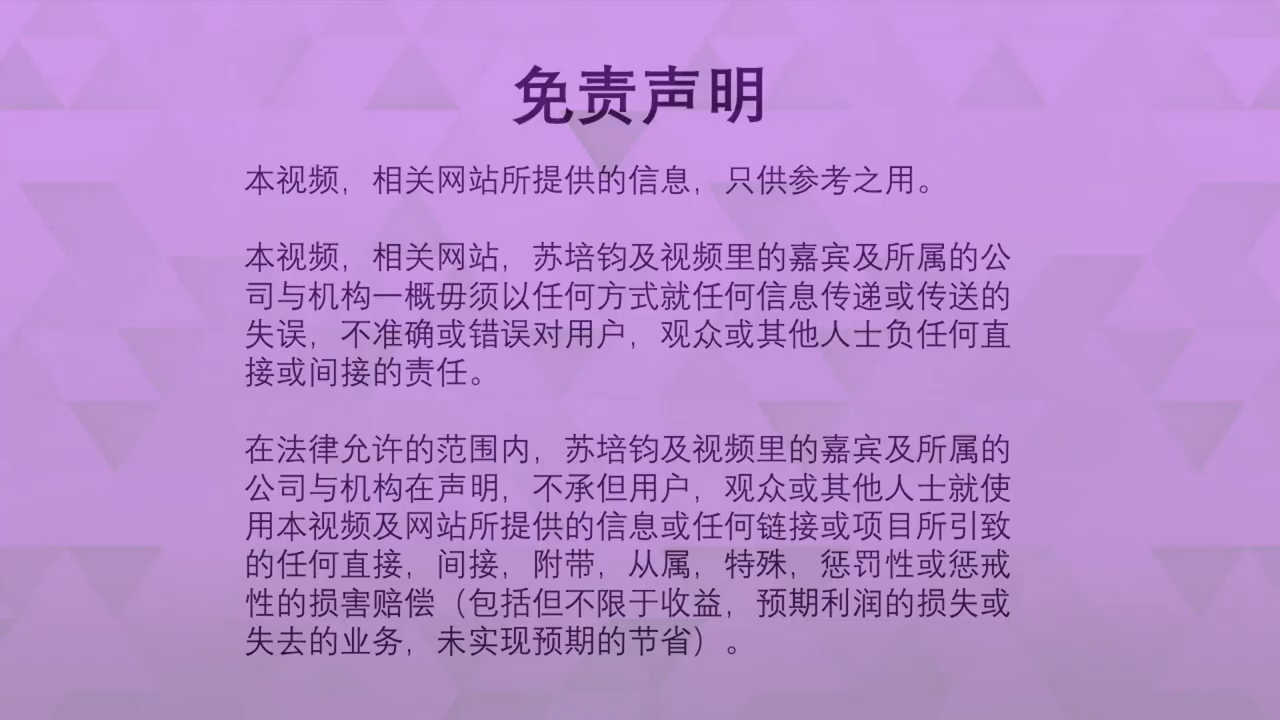 免责声明
本视频，相关网站所提供的信息，只供参考之用。
本视频，相关网站，苏培钧及视频里的嘉宾及所属的公
司与机构一概毋须以任何方式就任何信息传递或传送的
失误，不准确或错误对用户，观众或其他人士负任何直
接或间接的责任。
在法律允许的范围内，苏培钧及视频里的嘉宾及所属的
公司与机构在声明，不承但用户，观众或其他人士就使
用本视频及网站所提供的信息或任何链接或项目所引致
的任何直接，间接，附带，从属，特殊，惩罚性或惩戒
性的损害赔偿（包括但不限于收益，预期利润的损失或
失去的业务，未实现预期的节省）。